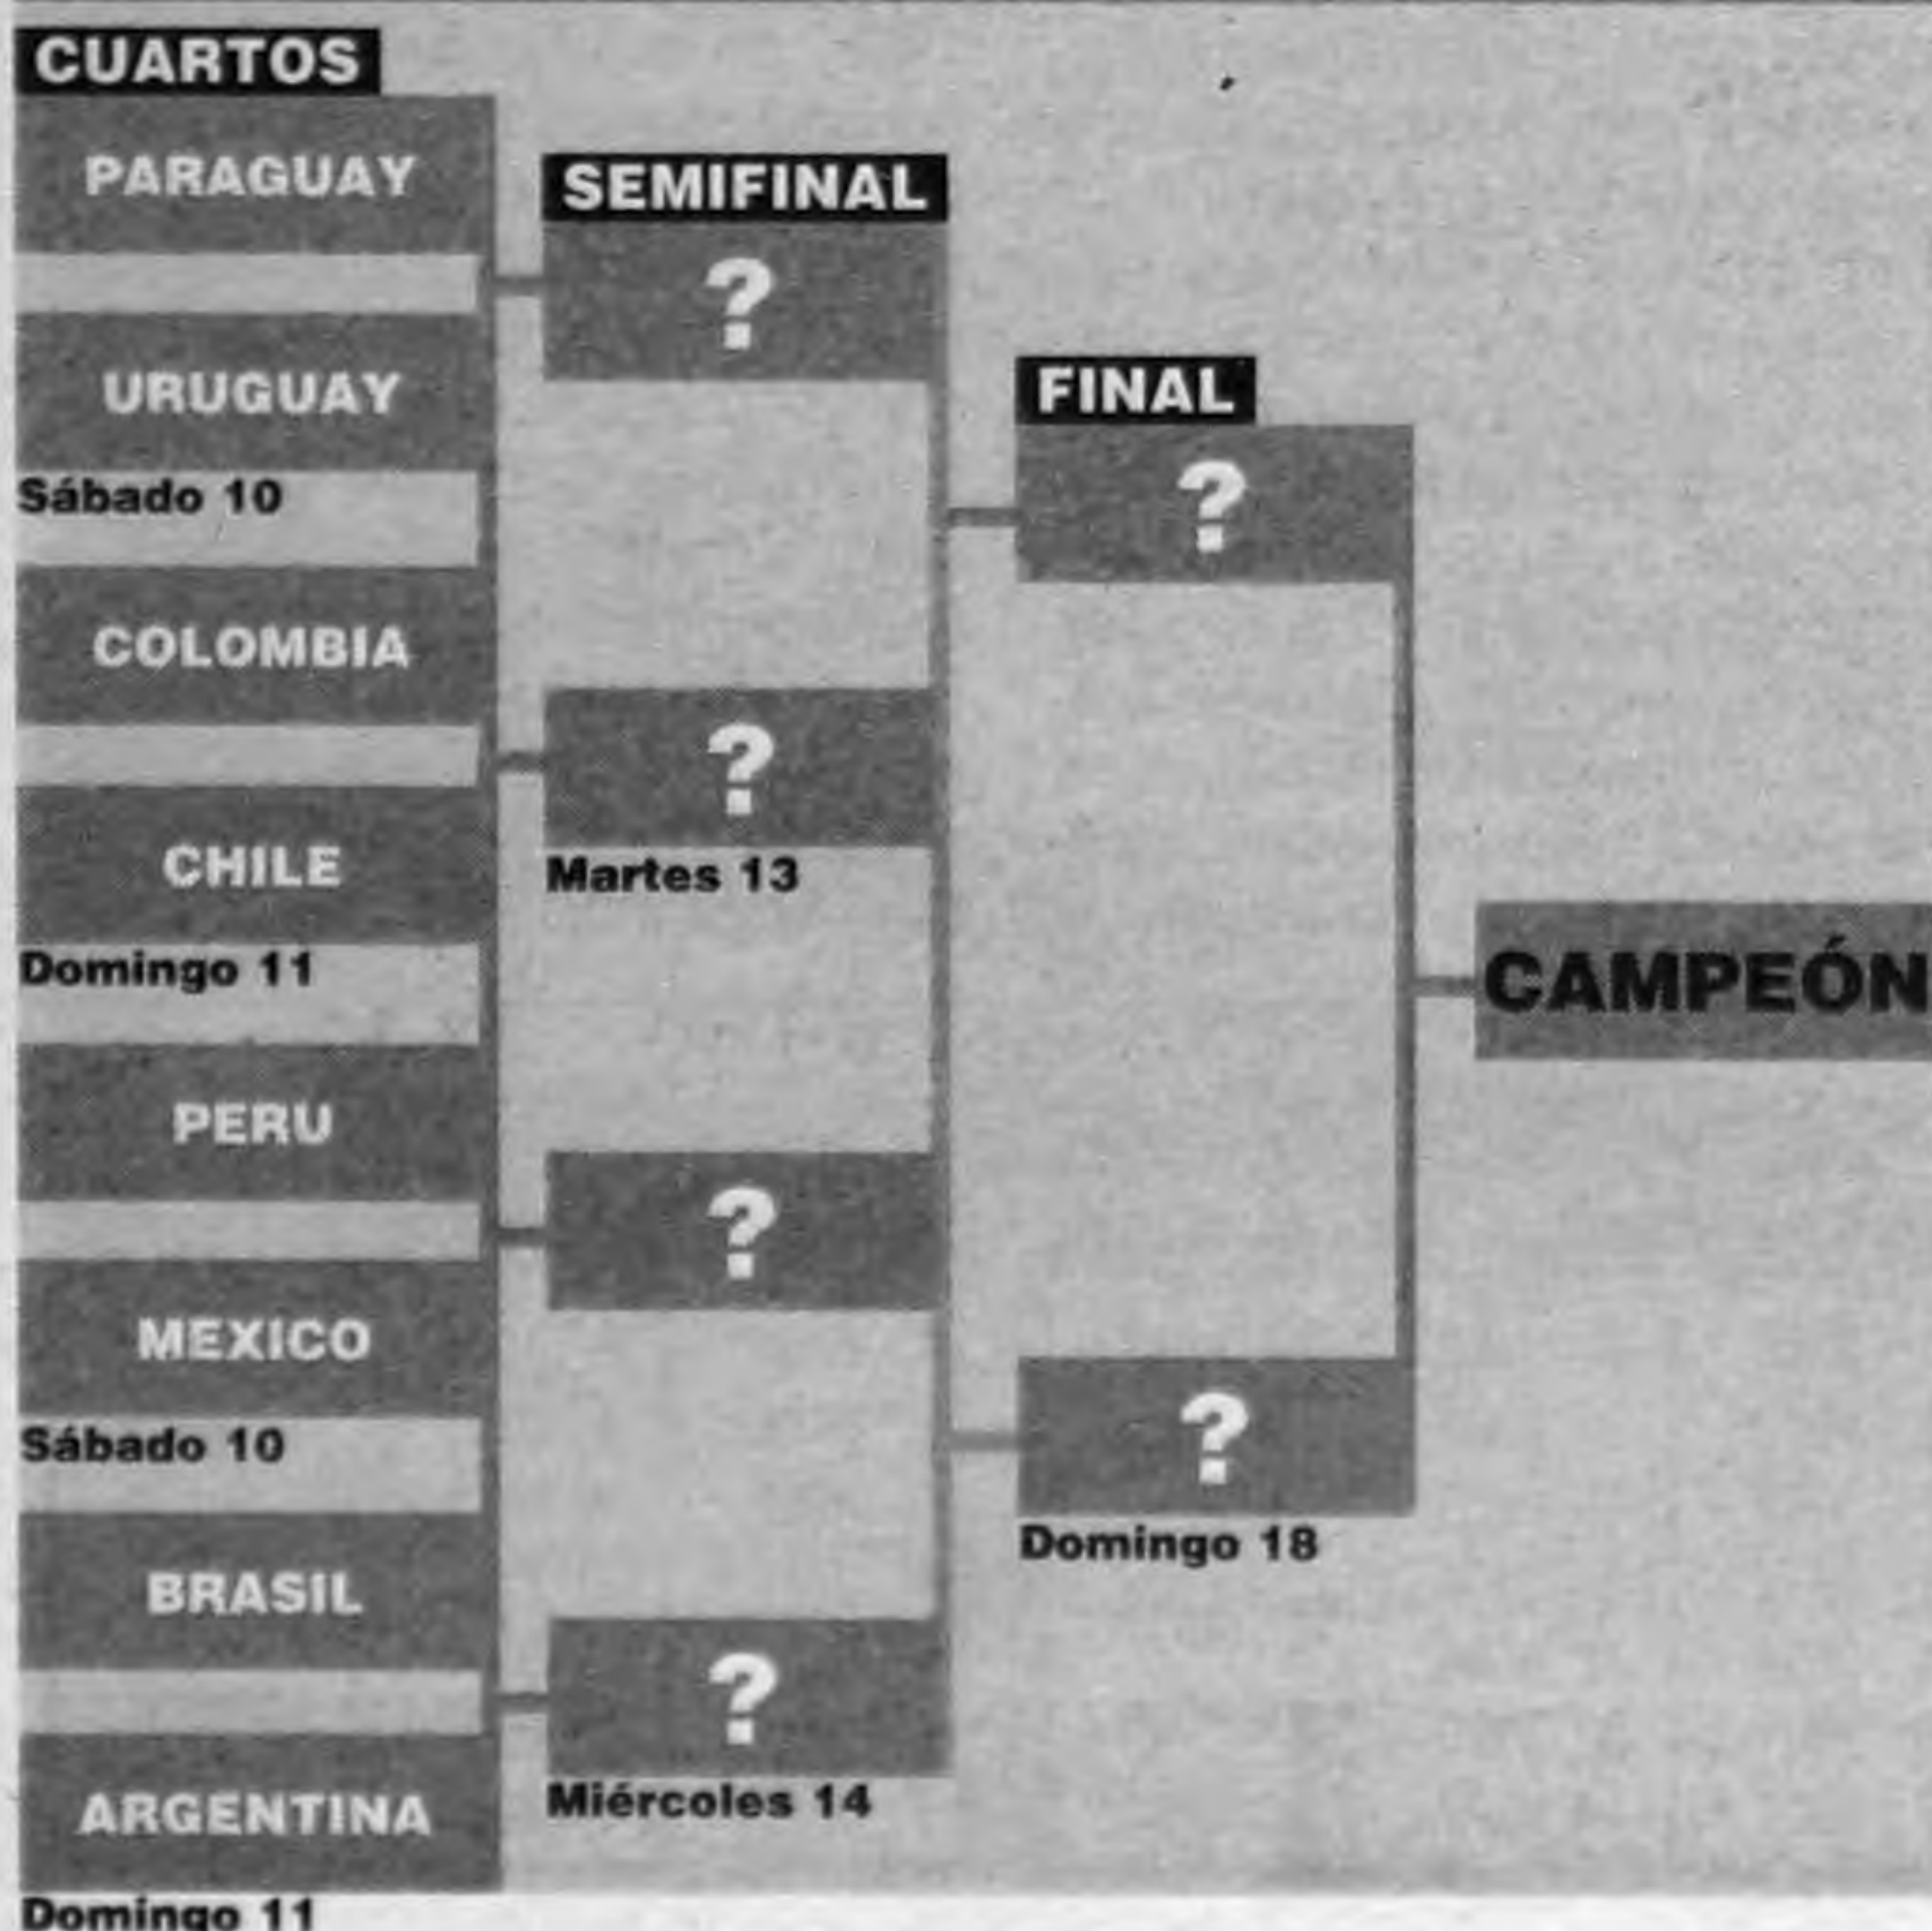 CUARTOS
PARAGUAY
URUGUAY
Sábado 10
COLOMBIA
CHILE
Domingo 11
PERU
MEXICO
Sábado 10
BRASIL
ARGENTINA
Domingo 11
SEMIFINAL
?
?
Martes 13
?
?
Miércoles 14
FINAL
?
?
Domingo 18
CAMPEÓN